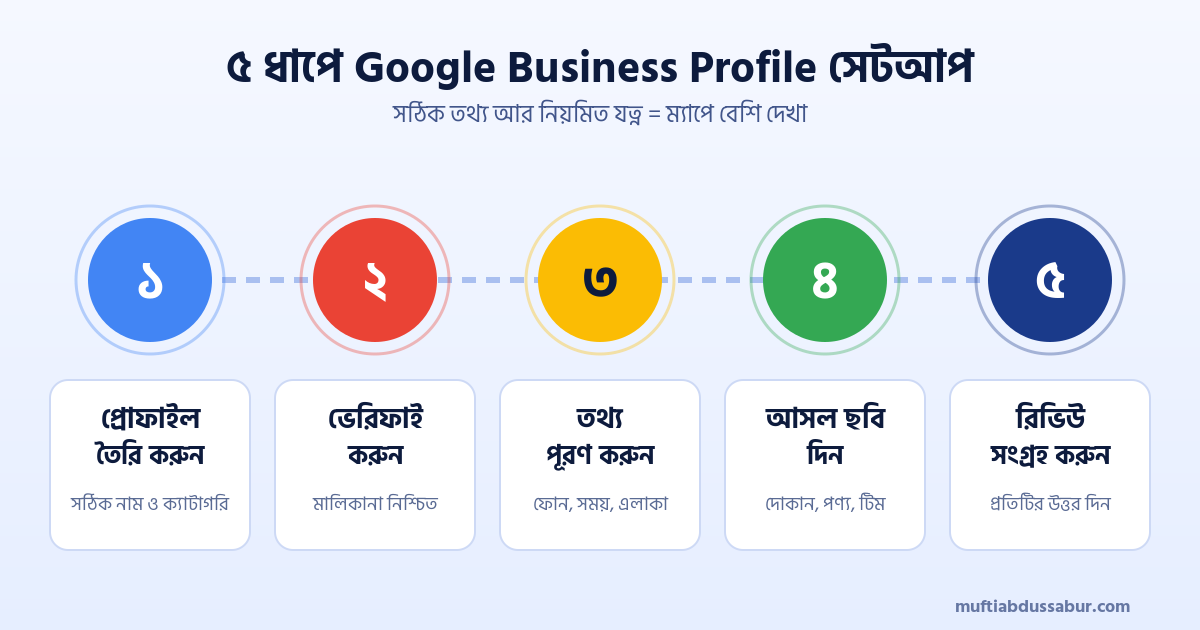 ৫ ধাপে Google Business Profile সেটআপ
সঠিক তথ্য আর নিয়মিত যত্ন = ম্যাপে বেশি দেখা
১
২
৩
৪
৫
প্রোফাইল
তৈরি করুন
সঠিক নাম ও ক্যাটাগরি
ভেরিফাই
করুন
মালিকানা নিশ্চিত
তথ্য
পূরণ করুন
ফোন, সময়, এলাকা
আসল ছবি
দিন
দোকান, পণ্য, টিম
রিভিউ
সংগ্রহ করুন
প্রতিটির উত্তর দিন
muftiabdussabur.com